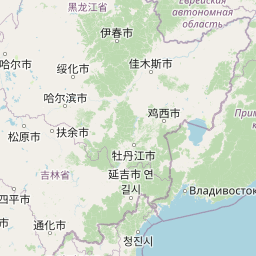 Еврейская
автономная
область
黑龙江省
伊春市
哈尔市
绥化市
佳木斯市
哈尔滨市
鸡西市
松原市
扶余市
牡丹江市
吉林省
延吉市 연
길시
Владивосток
四平市
通化市
청진시